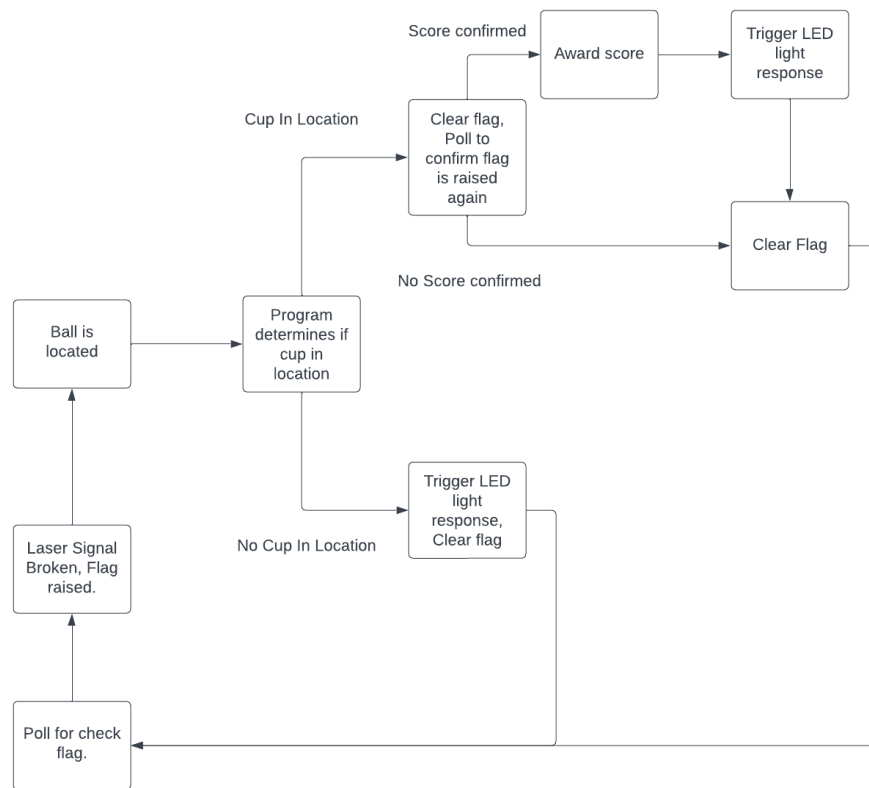 Score confirmed
Award score
Trigger LED
light
response
Cup In Location
Clear flag,
Poll to
confirm flag
is raised
again
Clear Flag
No Score confirmed
Ball is
located
Program
determines if
cup in
location
Trigger LED
light
response,
Clear flag
No Cup In Location
Laser Signal
Broken, Flag
raised.
Poll for check
flag.